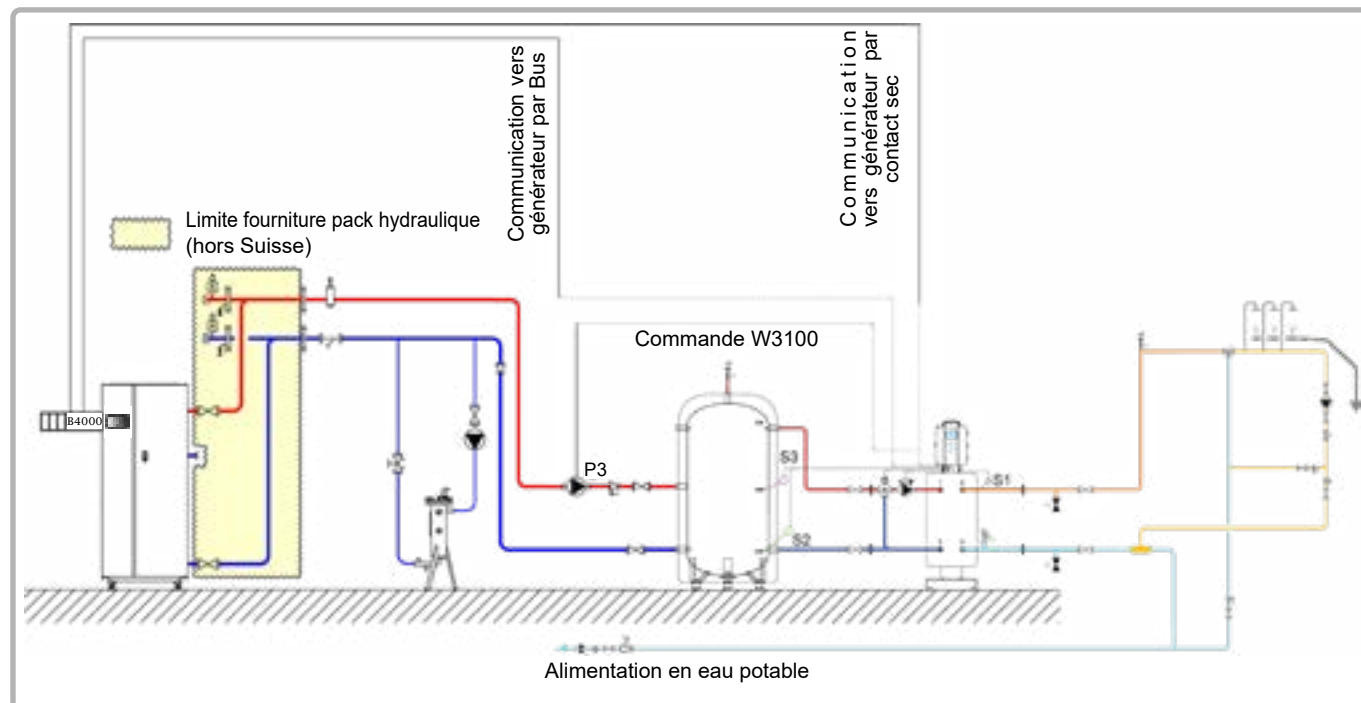 Communication vers
générateur par Bus
Communication
vers générateur par
contact sec
Limite fourniture pack hydraulique
(hors Suisse)
Commande W3100
B4000
P3
S3
S1
S2
Alimentation en eau potable